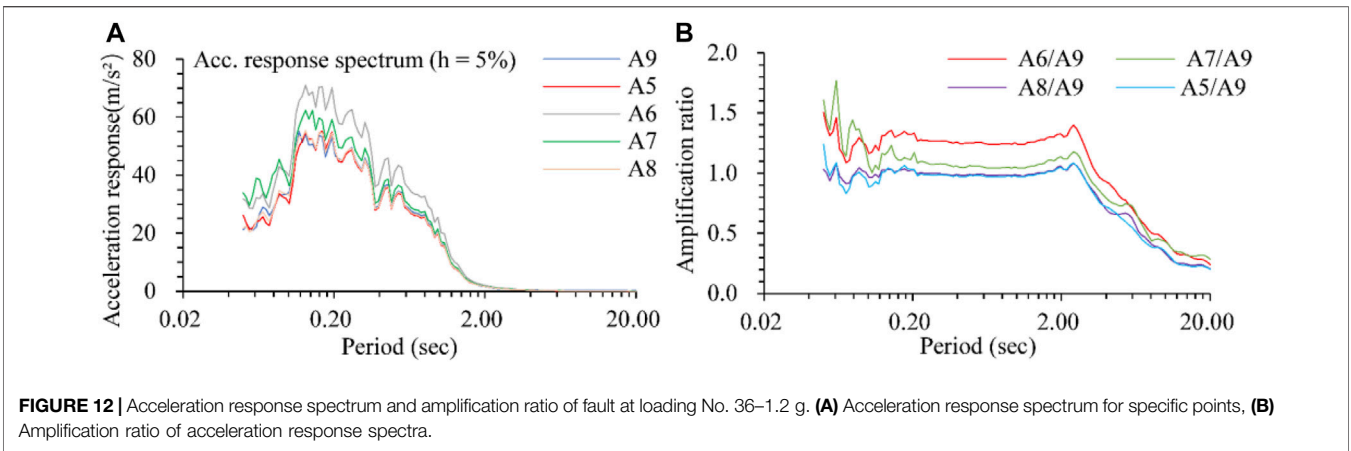 A
Acc. response spectrum (h = 5%)
Acceleration response(m/s²)
80
60
40
20
0
0.02
0.20
2.00
20.00
Period (sec)
A9
A5
A6
A7
A8
B
Amplification ratio
2.0
1.5
1.0
0.5
0.0
0.02
0.20
2.00
20.00
Period (sec)
A6/A9
A7/A9
A8/A9
A5/A9
FIGURE 12 | Acceleration response spectrum and amplification ratio of fault at loading No. 36–1.2 g. (A) Acceleration response spectrum for specific points, (B)
Amplification ratio of acceleration response spectra.